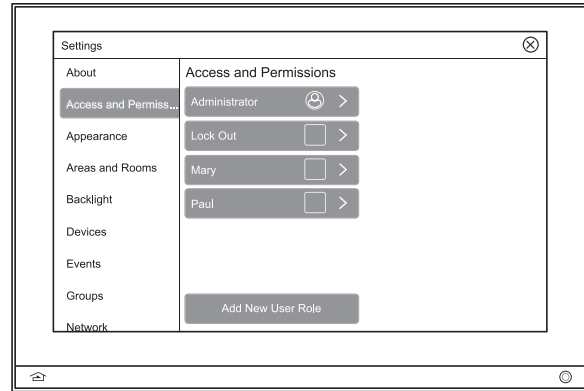 Settings
About
Access and Permiss...
Appearance
Areas and Rooms
Backlight
Devices
Events
Groups
Network
Access and Permissions
Administrator
Lock Out
Mary
Paul
Add New User Role